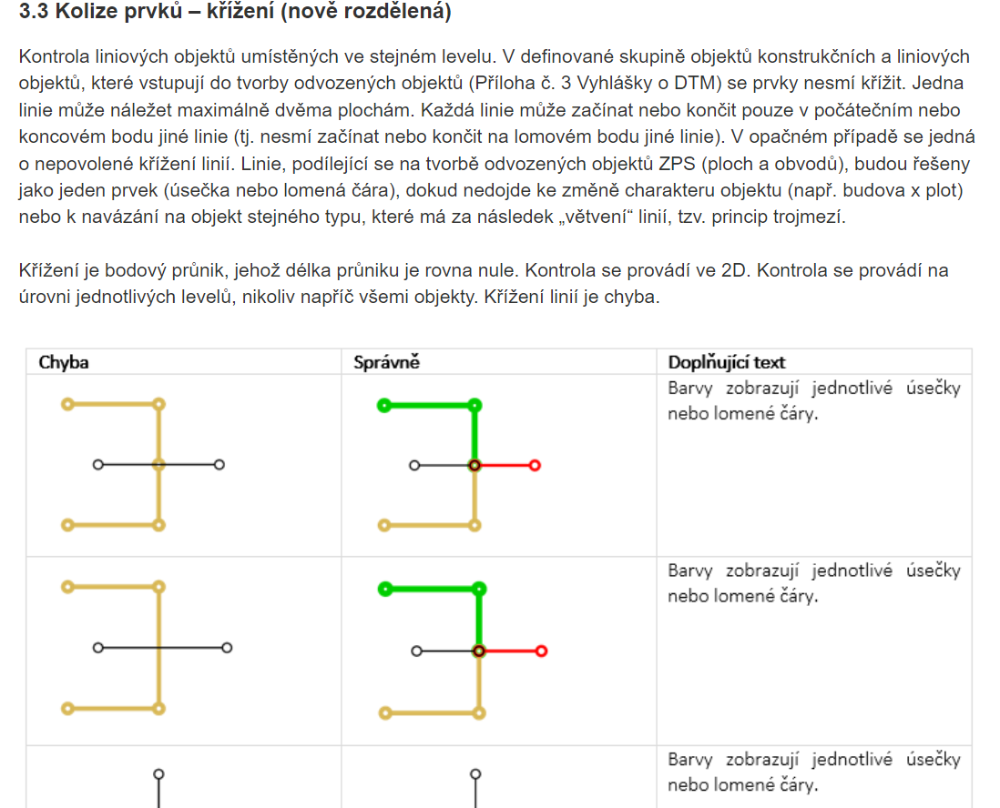 3.3 Kolize prvků – křížení (nově rozdělená)
Kontrola liniových objektů umístěných ve stejném levelu. V definované skupině objektů konstrukčních a liniových
objektů, které vstupují do tvorby odvozených objektů (Příloha č. 3 Vyhlášky o DTM) se prvky nesmí křížit. Jedna
linie může náležet maximálně dvěma plochám. Každá linie může začínat nebo končit pouze v počátečním nebo
koncovém bodu jiné linie (tj. nesmí začínat nebo končit na lomovém bodu jiné linie). V opačném případě se jedná
o nepovolené křížení linií. Linie, podílející se na tvorbě odvozených objektů ZPS (ploch a obvodů), budou řešeny
jako jeden prvek (úsečka nebo lomená čára), dokud nedojde ke změně charakteru objektu (např. budova x plot)
nebo k navázání na objekt stejného typu, které má za následek „větvení“ linií, tzv. princip trojmezí.
Křížení je bodový průnik, jehož délka průniku je rovna nule. Kontrola se provádí ve 2D. Kontrola se provádí na
úrovni jednotlivých levelů, nikoliv napříč všemi objekty. Křížení linií je chyba.
Chyba Správně Doplňující text
Barvy zobrazují jednotlivé úsečky
nebo lomené čáry.
Barvy zobrazují jednotlivé úsečky
nebo lomené čáry.
Barvy zobrazují jednotlivé úsečky
nebo lomené čáry.